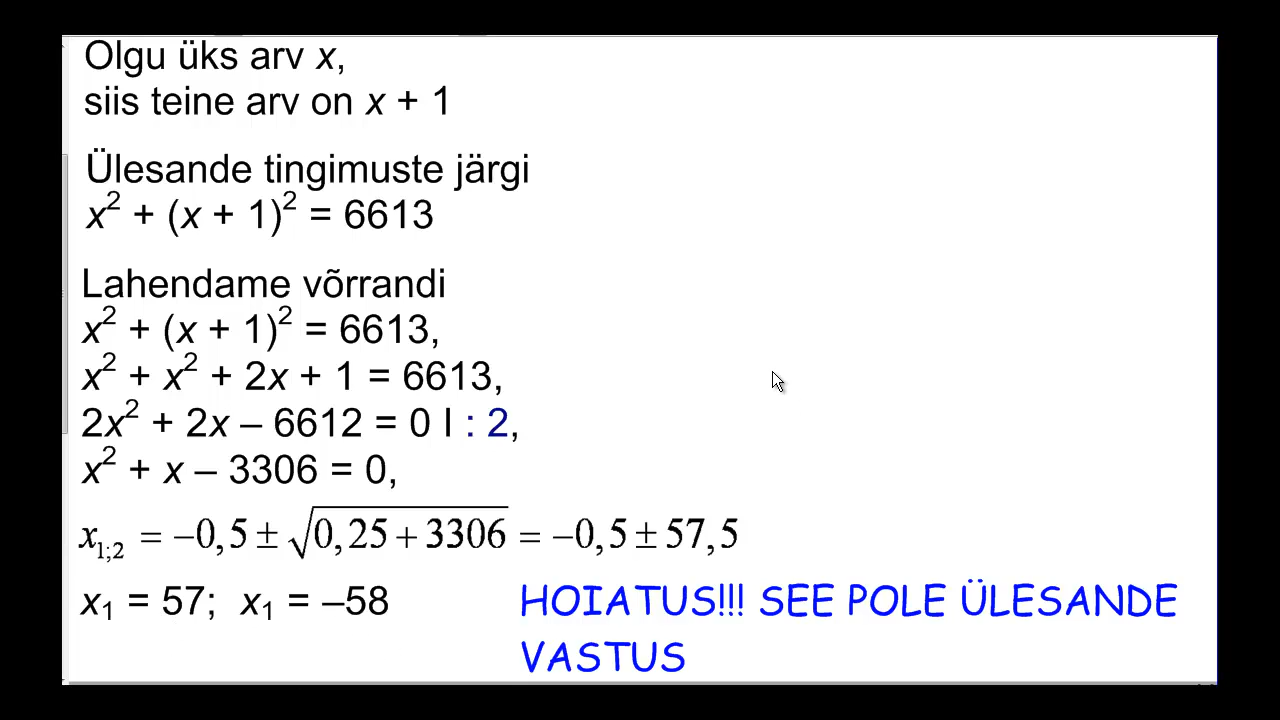 Olgu üks arv x,
siis teine arv on x + 1
Ülesande tingimuste järgi
x² + (x + 1)² = 6613
Lahendame võrrandi
x² + (x + 1)² = 6613,
x² + x² + 2x + 1 = 6613,
2x² + 2x – 6612 = 0 l : 2,
x² + x – 3306 = 0,
x₁;₂ = −0,5 ± √(0,25 + 3306) = −0,5 ± 57,5
x₁ = 57; x₁ = –58
HOIATUS!!! SEE POLE ÜLESANDE
VASTUS